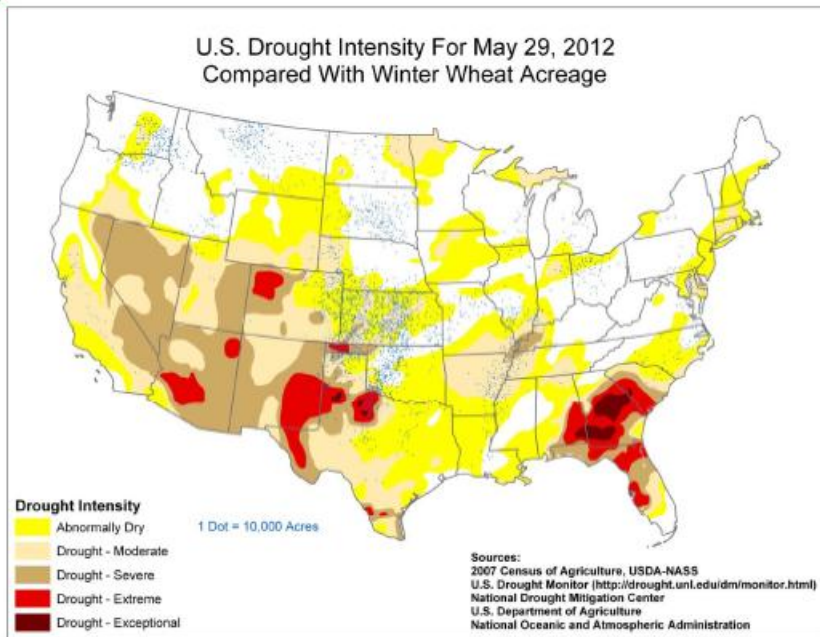 U.S. Drought Intensity For May 29, 2012
Compared With Winter Wheat Acreage
Drought Intensity
Abnormally Dry
Drought - Moderate
Drought - Severe
Drought - Extreme
Drought - Exceptional
1 Dot = 10,000 Acres
Sources:
2007 Census of Agriculture, USDA-NASS
U.S. Drought Monitor (http://drought.unl.edu/dm/monitor.html)
National Drought Mitigation Center
U.S. Department of Agriculture
National Oceanic and Atmospheric Administration